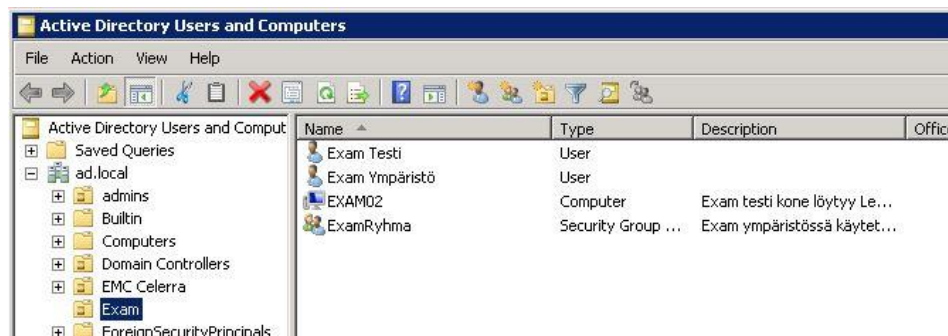 Active Directory Users and Computers
File Action View Help
Active Directory Users and Comput
Saved Queries
ad.local
admins
Builtin
Computers
Domain Controllers
EMC Celerra
Exam
ForeignSecurityPrincipals
Name Type Description Offic
Exam Testi User
Exam Ympäristö User
EXAM02 Computer Exam testi kone löytyy Le...
ExamRyhma Security Group ... Exam ympäristössä käytet...